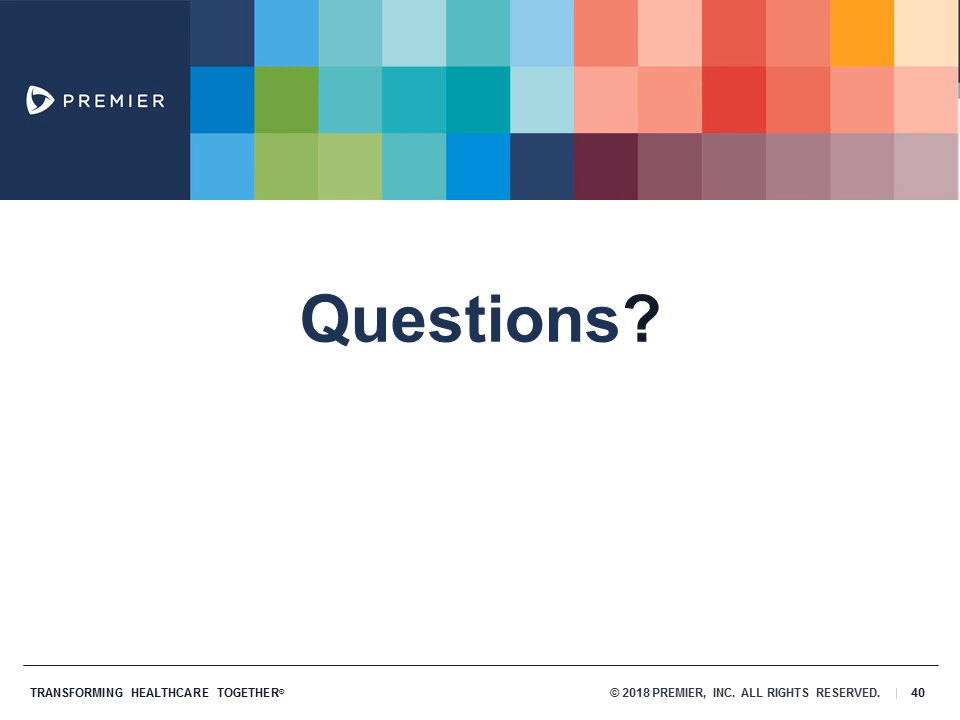 PREMIER
Questions?
TRANSFORMING HEALTHCARE TOGETHER®
© 2018 PREMIER, INC. ALL RIGHTS RESERVED. | 40